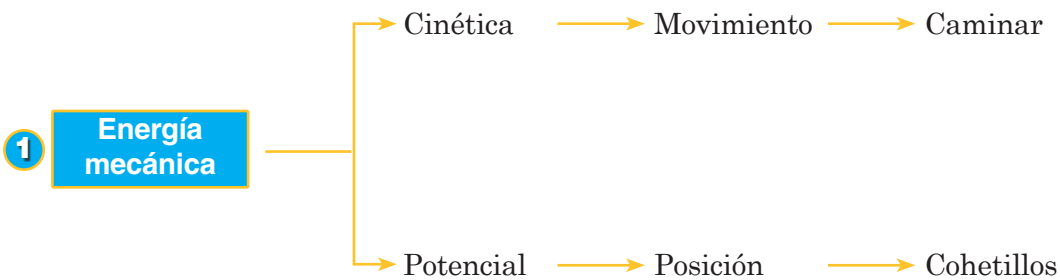 Cinética Movimiento Caminar
1 Energía
mecánica
Potencial Posición Cohetillos